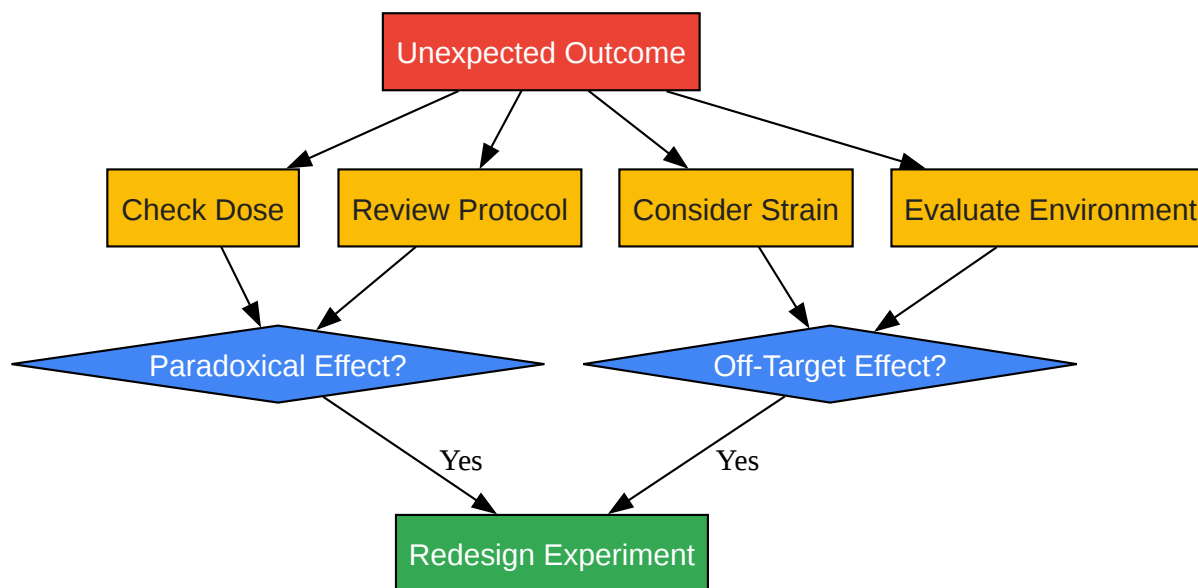 Unexpected Outcome
Check Dose
Review Protocol
Consider Strain
Evaluate Environment
Paradoxical Effect?
Off-Target Effect?
Yes
Yes
Redesign Experiment